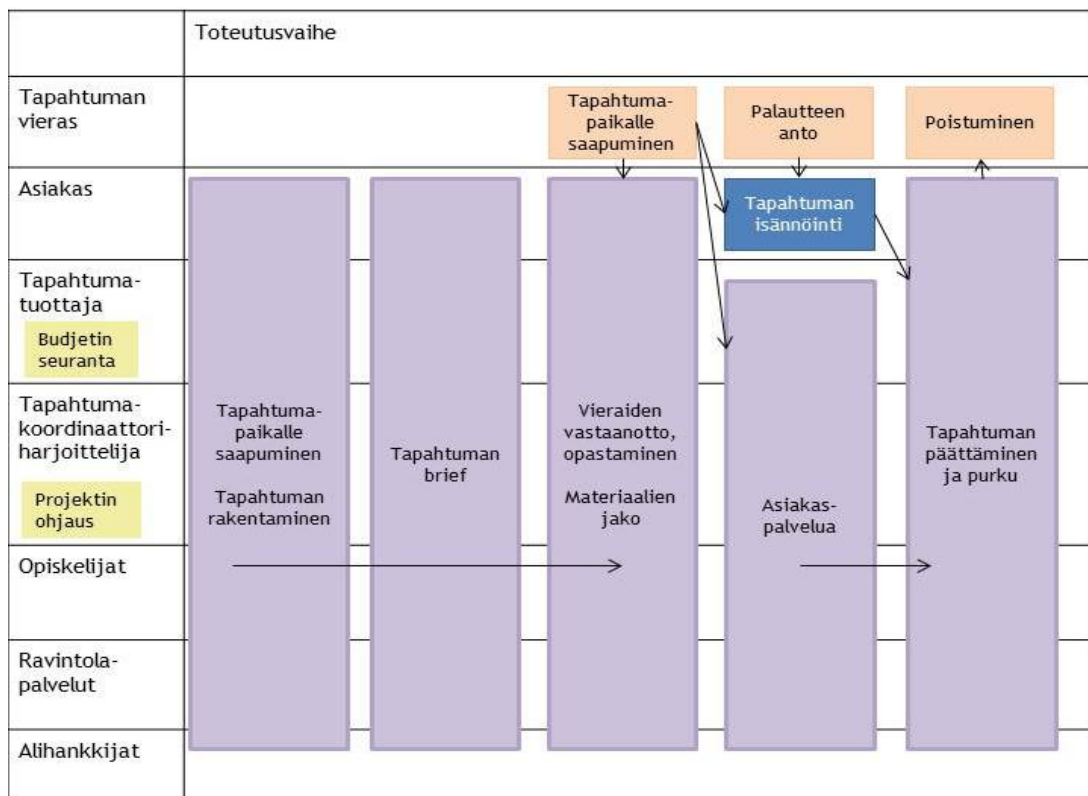 Toteutusvaihe
Tapahtuman
vieras
Tapahtuma-
paikalle
saapuminen
Palautteen
anto
Poistuminen
Asiakas
Tapahtuman
isännöinti
Tapahtuma-
tuottaja
Budjetin
seuranta
Tapahtuma-
koordinaattori-
harjoittelija
Projektin
ohjaus
Tapahtuma-
paikalle
saapuminen
Tapahtuman
rakentaminen
Tapahtuman
brief
Vieraiden
vastaanotto,
opastaminen
Materiaalien
jako
Asiakas-
palvelua
Tapahtuman
päättäminen
ja purku
Opiskelijat
Ravintola-
palvelut
Alihankkijat